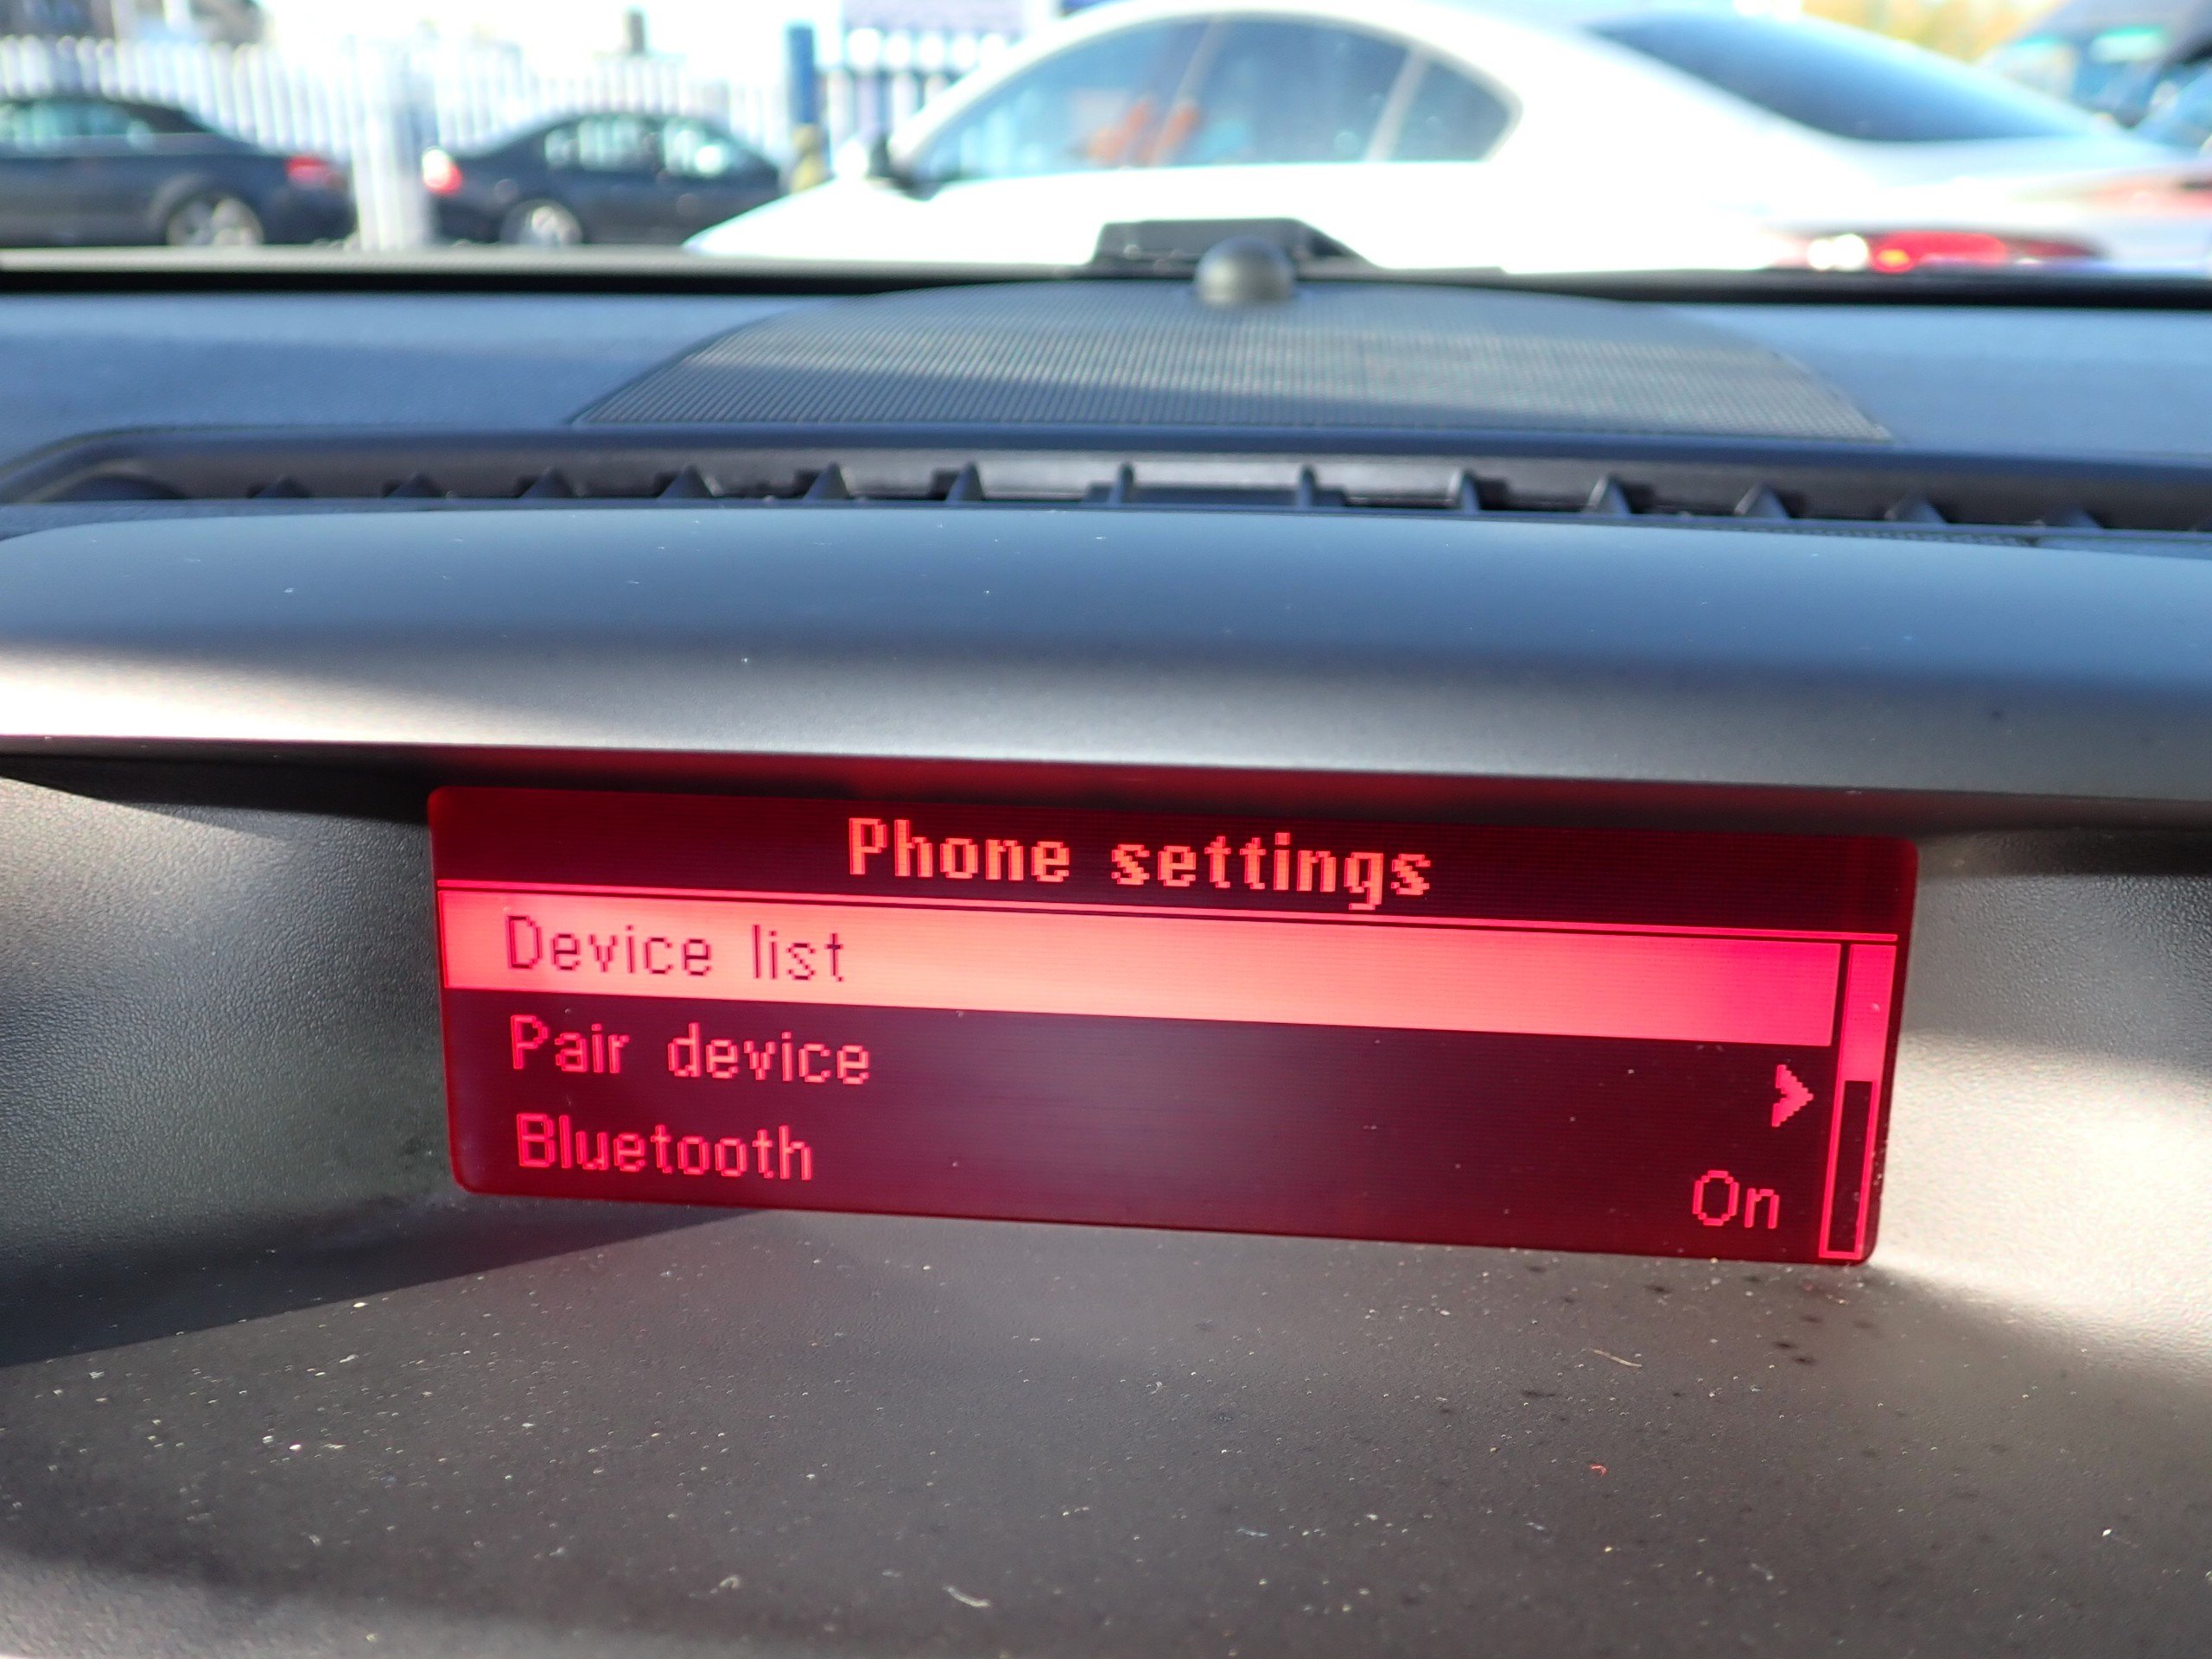 Phone settings
Device list
Pair device
Bluetooth On